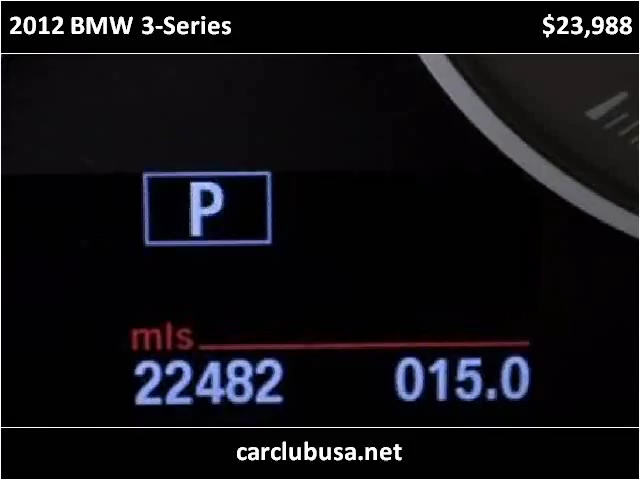 2012 BMW 3-Series $23,988
P
mls
22482 015.0
carclubusa.net